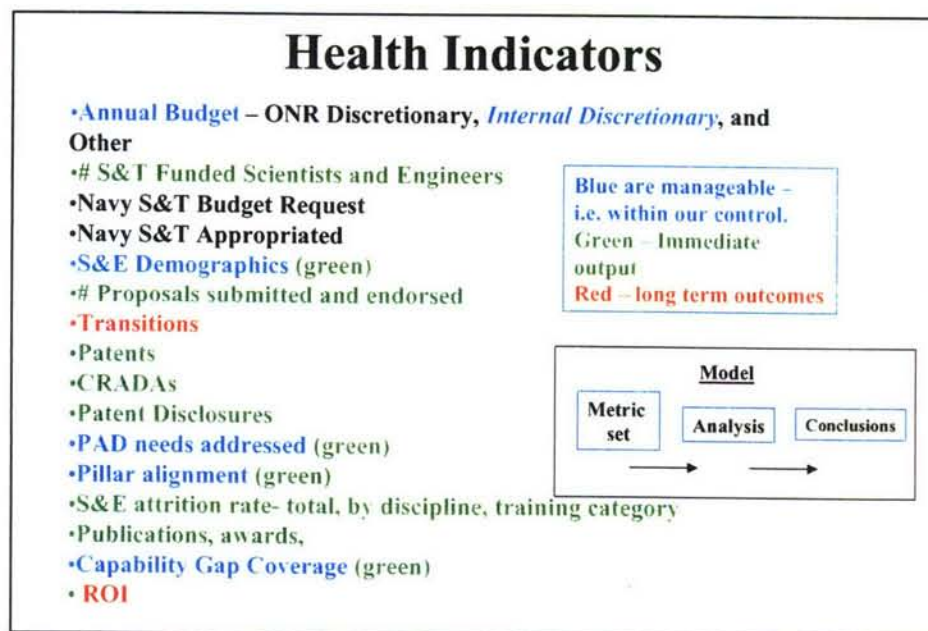 Health Indicators
•Annual Budget – ONR Discretionary, Internal Discretionary, and
Other
•# S&T Funded Scientists and Engineers
•Navy S&T Budget Request
•Navy S&T Appropriated
•S&E Demographics (green)
•# Proposals submitted and endorsed
•Transitions
•Patents
•CRADAs
•Patent Disclosures
•PAD needs addressed (green)
•Pillar alignment (green)
•S&E attrition rate- total, by discipline, training category
•Publications, awards,
•Capability Gap Coverage (green)
• ROI
Blue are manageable –
i.e. within our control.
Green – Immediate
output
Red – long term outcomes
Model
Metric
set
Analysis
Conclusions